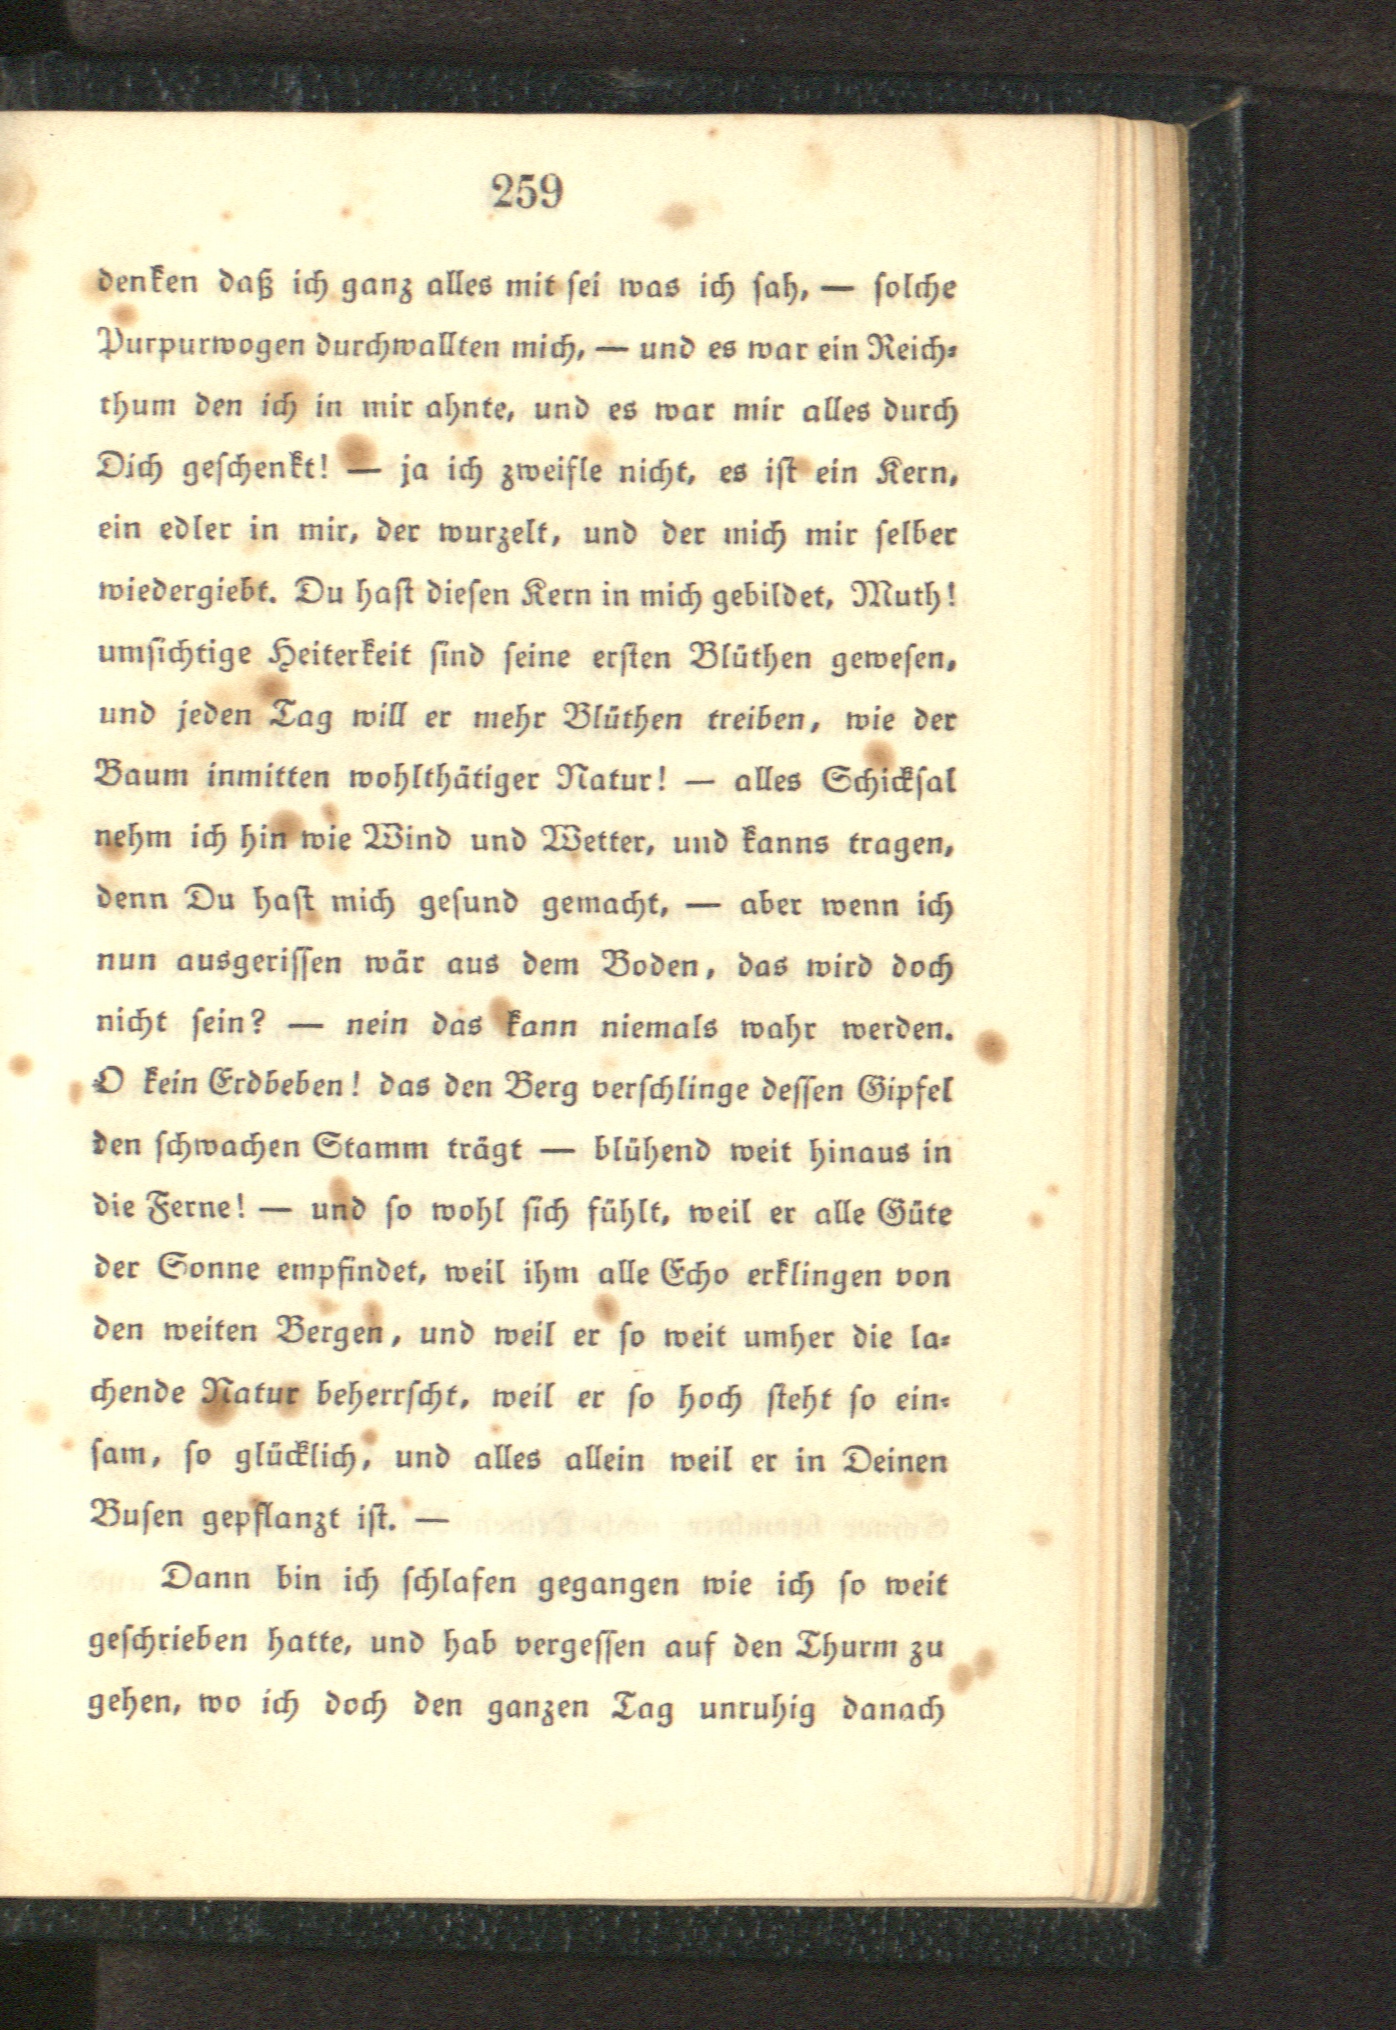 259
denken daß ich ganz alles mit sei was ich sah, — solche
Purpurwogen durchwallten mich, — und es war ein Reich-
thum den ich in mir ahnte, und es war mir alles durch
Dich geschenkt! — ja ich zweifle nicht, es ist ein Kern,
ein edler in mir, der wurzelt, und der mich mir selber
wiedergiebt. Du hast diesen Kern in mich gebildet, Muth!
umsichtige Heiterkeit sind seine ersten Blüthen gewesen,
und jeden Tag will er mehr Blüthen treiben, wie der
Baum inmitten wohlthätiger Natur! — alles Schicksal
nehm ich hin wie Wind und Wetter, und kanns tragen,
denn Du hast mich gesund gemacht, — aber wenn ich
nun ausgerissen wär aus dem Boden, das wird doch
nicht sein? — nein das kann niemals wahr werden.
O kein Erdbeben! das den Berg verschlinge dessen Gipfel
den schwachen Stamm trägt — blühend weit hinaus in
die Ferne! — und so wohl sich fühlt, weil er alle Güte
der Sonne empfindet, weil ihm alle Echo erklingen von
den weiten Bergen, und weil er so weit umher die la-
chende Natur beherrscht, weil er so hoch steht so ein-
sam, so glücklich, und alles allein weil er in Deinen
Busen gepflanzt ist. —
Dann bin ich schlafen gegangen wie ich so weit
geschrieben hatte, und hab vergessen auf den Thurm zu
gehen, wo ich doch den ganzen Tag unruhig danach